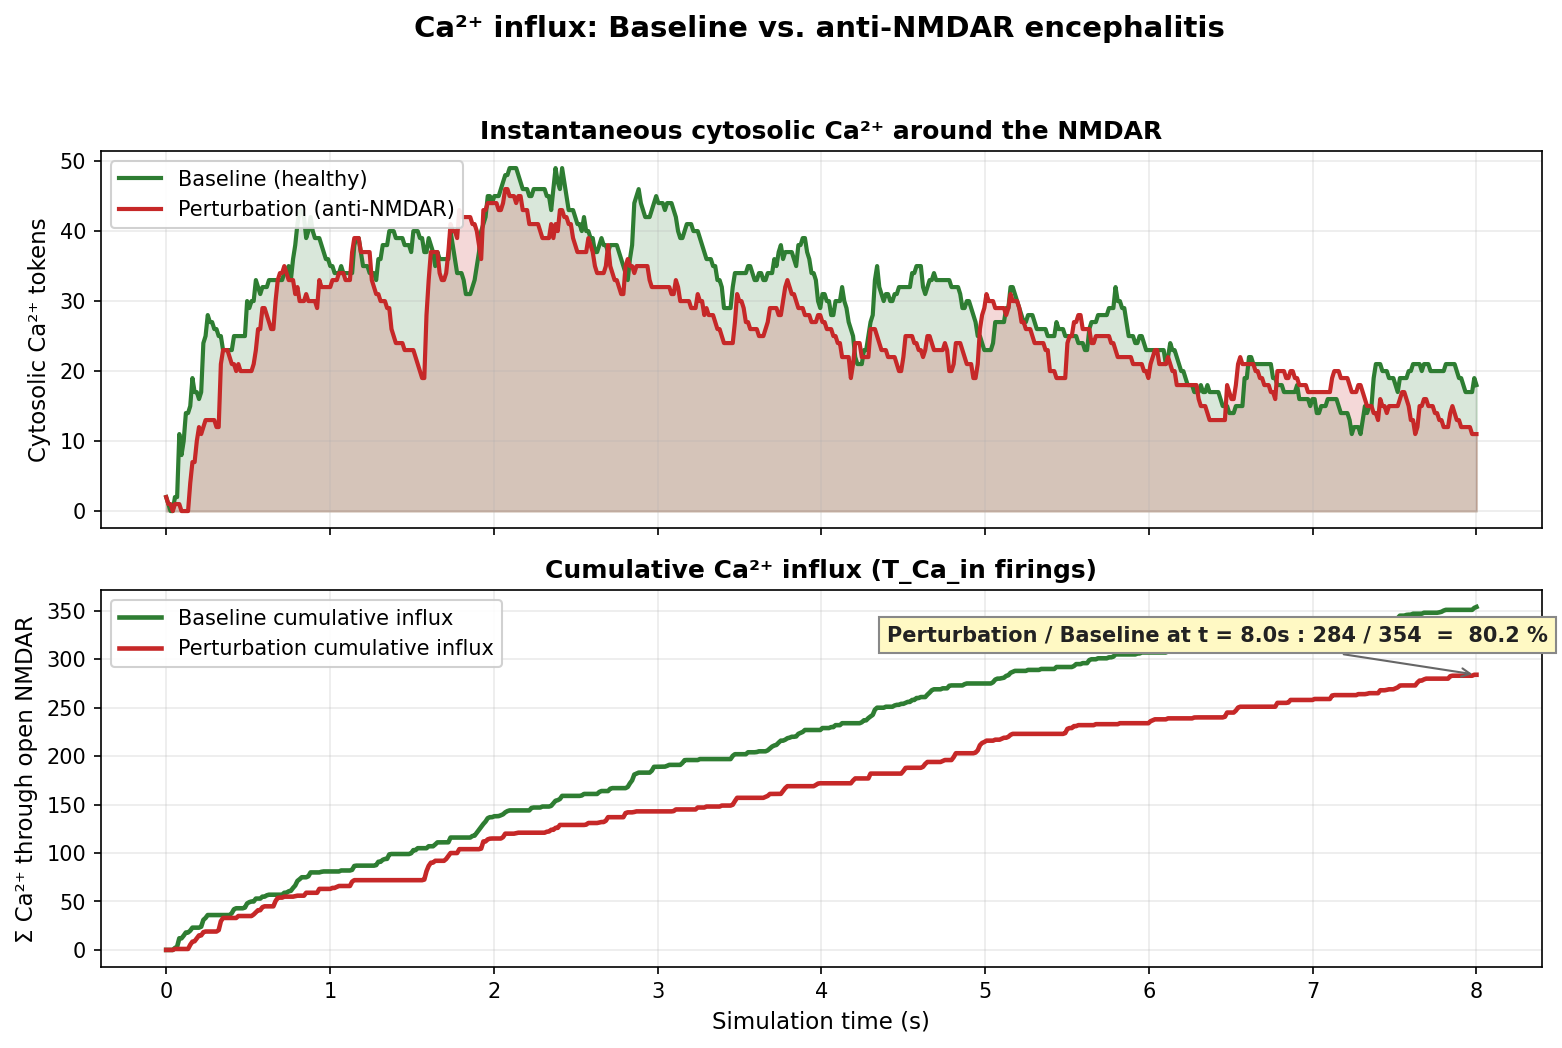 Ca²⁺ influx: Baseline vs. anti-NMDAR encephalitis
Instantaneous cytosolic Ca²⁺ around the NMDAR
Cytosolic Ca²⁺ tokens
50
40
30
20
10
0
Baseline (healthy)
Perturbation (anti-NMDAR)
Cumulative Ca²⁺ influx (T_Ca_in firings)
Σ Ca²⁺ through open NMDAR
350
300
250
200
150
100
50
0
Baseline cumulative influx
Perturbation cumulative influx
Perturbation / Baseline at t = 8.0s : 284 / 354 = 80.2 %
0 1 2 3 4 5 6 7 8
Simulation time (s)